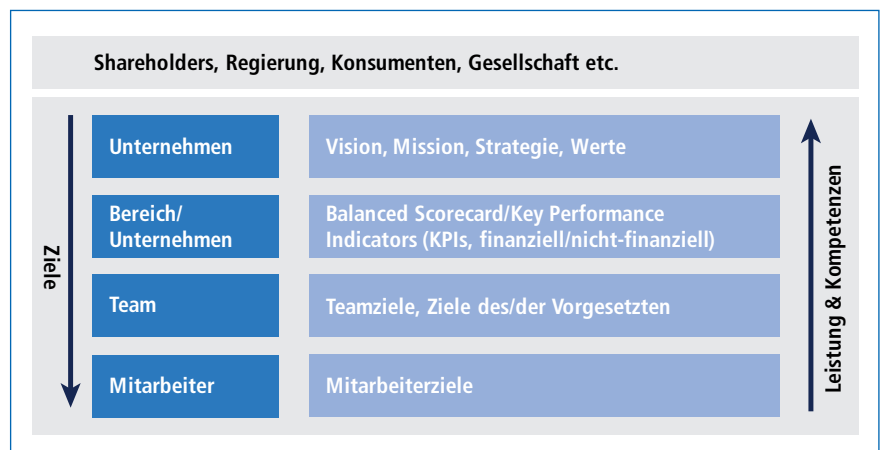 Shareholders, Regierung, Konsumenten, Gesellschaft etc.
Ziele
Unternehmen
Vision, Mission, Strategie, Werte
Bereich/
Unternehmen
Balanced Scorecard/Key Performance
Indicators (KPIs, finanziell/nicht-finanziell)
Team
Teamziele, Ziele des/der Vorgesetzten
Mitarbeiter
Mitarbeiterziele
Leistung & Kompetenzen